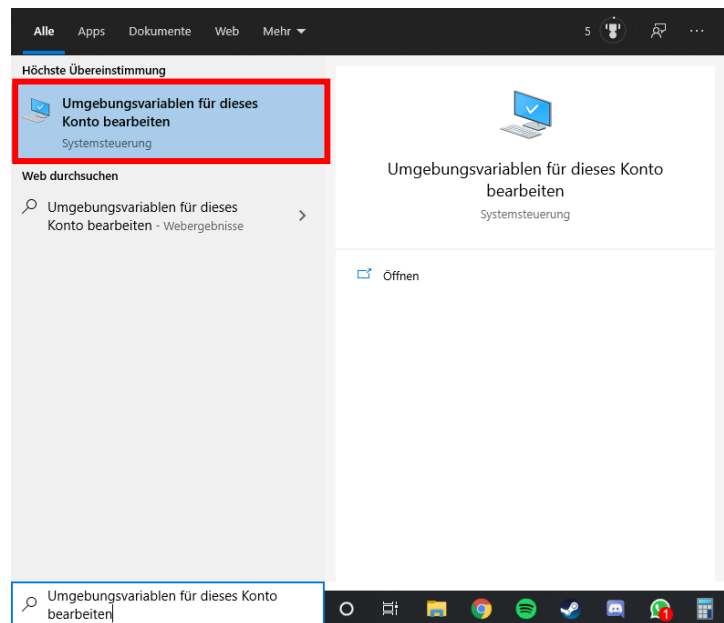 Alle Apps Dokumente Web Mehr 5 ...
Höchste Übereinstimmung
Umgebungsvariablen für dieses
Konto bearbeiten
Systemsteuerung
Web durchsuchen
Umgebungsvariablen für dieses
Konto bearbeiten - Webergebnisse
Umgebungsvariablen für dieses Konto
bearbeiten
Systemsteuerung
Öffnen
Umgebungsvariablen für dieses Konto
bearbeiten
1